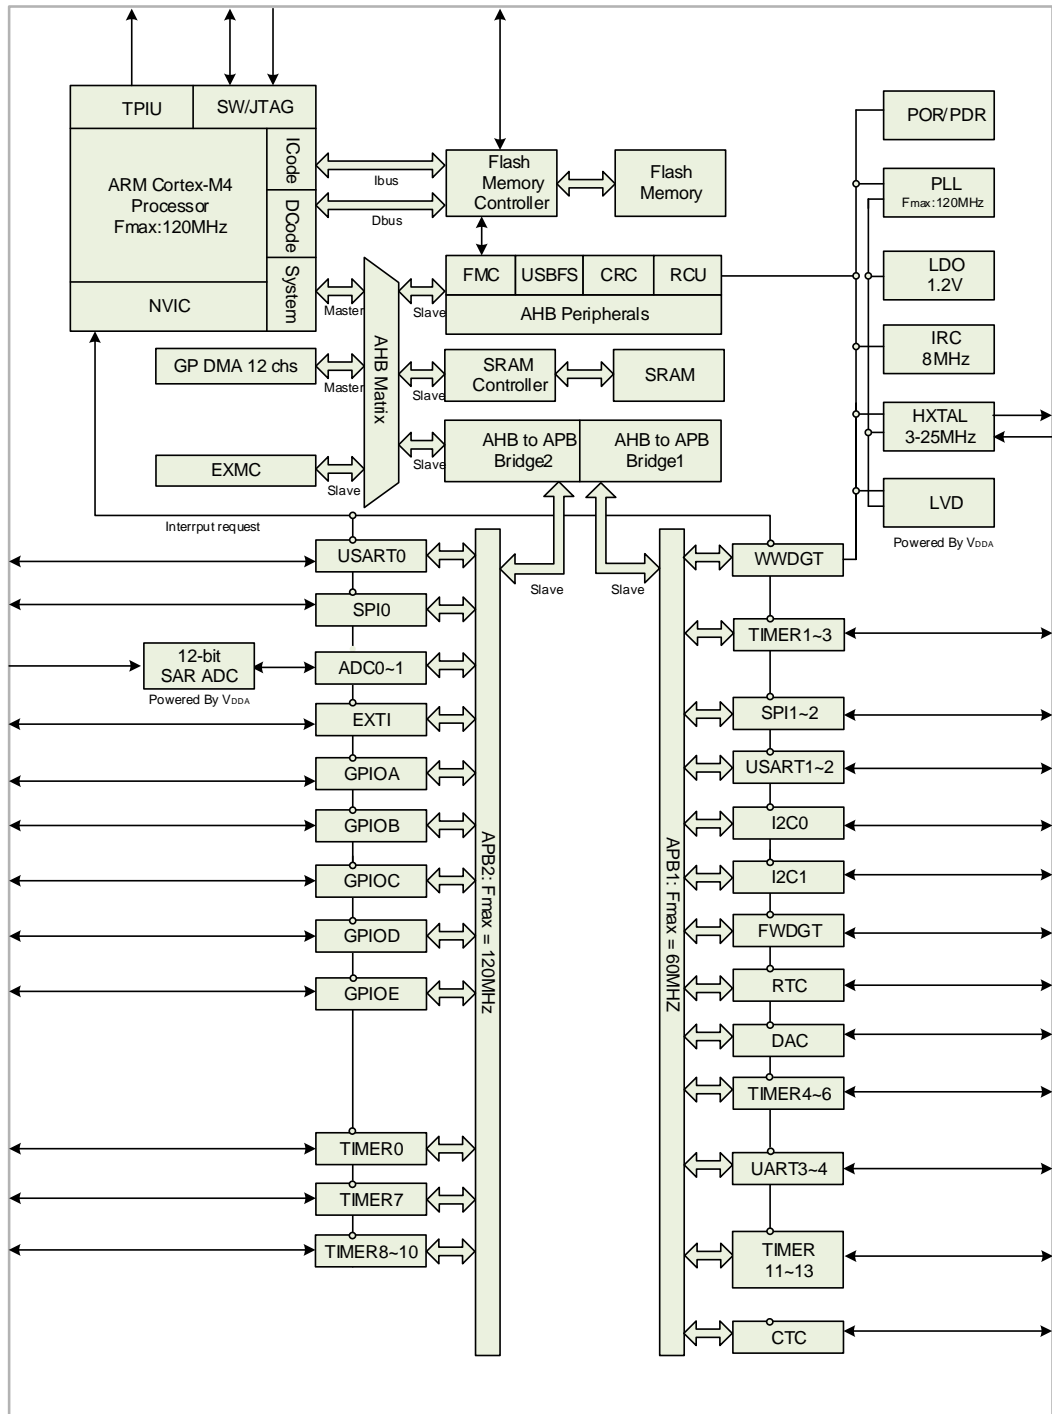 TPIU
SW/JTAG
POR/PDR
ARM Cortex-M4
Processor
Fmax:120MHz
ICode
DCode
System
NVIC
Ibus
Dbus
Flash
Memory
Controller
Flash
Memory
PLL
Fmax:120MHz
FMC
USBFS
CRC
RCU
AHB Peripherals
LDO
1.2V
Master
Slave
AHB Matrix
IRC
8MHz
GP DMA 12 chs
Master
Slave
SRAM
Controller
SRAM
HXTAL
3-25MHz
EXMC
Slave
Slave
AHB to APB
Bridge2
AHB to APB
Bridge1
LVD
Powered By VDDA
Interrput request
Slave
Slave
USART0
SPI0
12-bit
SAR ADC
Powered By VDDA
ADC0~1
EXTI
GPIOA
GPIOB
GPIOC
GPIOD
GPIOE
TIMER0
TIMER7
TIMER8~10
APB2: Fmax = 120MHz
APB1: Fmax = 60MHZ
WWDGT
TIMER1~3
SPI1~2
USART1~2
I2C0
I2C1
FWDGT
RTC
DAC
TIMER4~6
UART3~4
TIMER
11~13
CTC